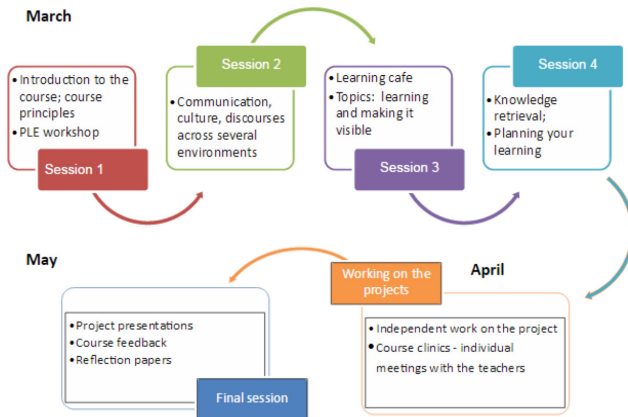 March
• Introduction to the
course; course
principles
• PLE workshop
Session 1
Session 2
• Communication,
culture, discourses
across several
environments
• Learning cafe
• Topics: learning
and making it
visible
Session 3
Session 4
• Knowledge
retrieval;
• Planning your
learning
April
Working on the
projects
• Independent work on the project
• Course clinics - individual
meetings with the teachers
May
• Project presentations
• Course feedback
• Reflection papers
Final session